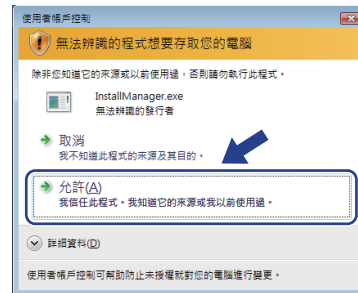 使用者帳戶控制
無法辨識的程式想要存取您的電腦
除非您知道它的來源或以前使用過，否則請勿執行此程式。
InstallManager.exe
無法辨識的發行者
取消
我不知道此程式的來源及其目的。
允許(A)
我信任此程式。我知道它的來源或我以前使用過。
詳細資料(D)
使用者帳戶控制可幫助防止未授權就對您的電腦進行變更。